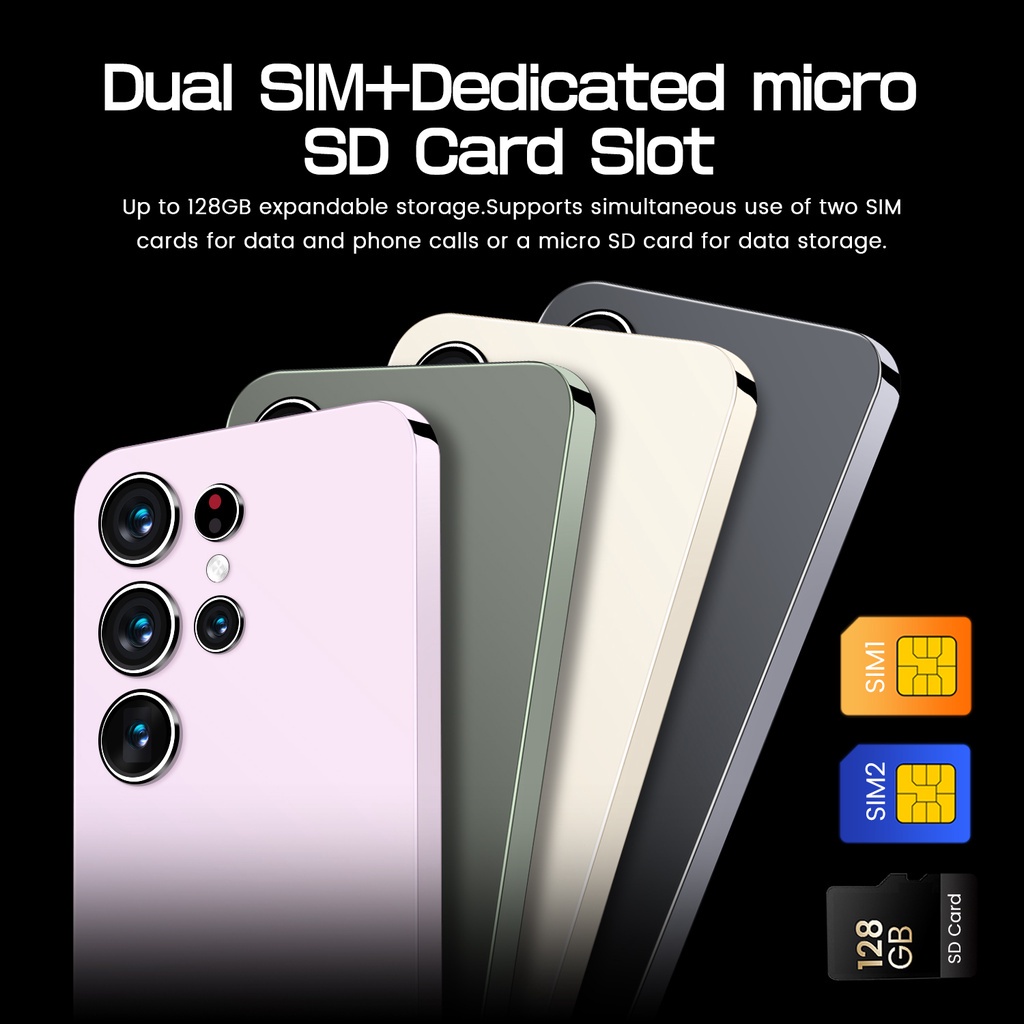 Dual SIM+Dedicated micro
SD Card Slot
Up to 128GB expandable storage.Supports simultaneous use of two SIM
cards for data and phone calls or a micro SD card for data storage.
SIM1
SIM2
128
GB
SD Card